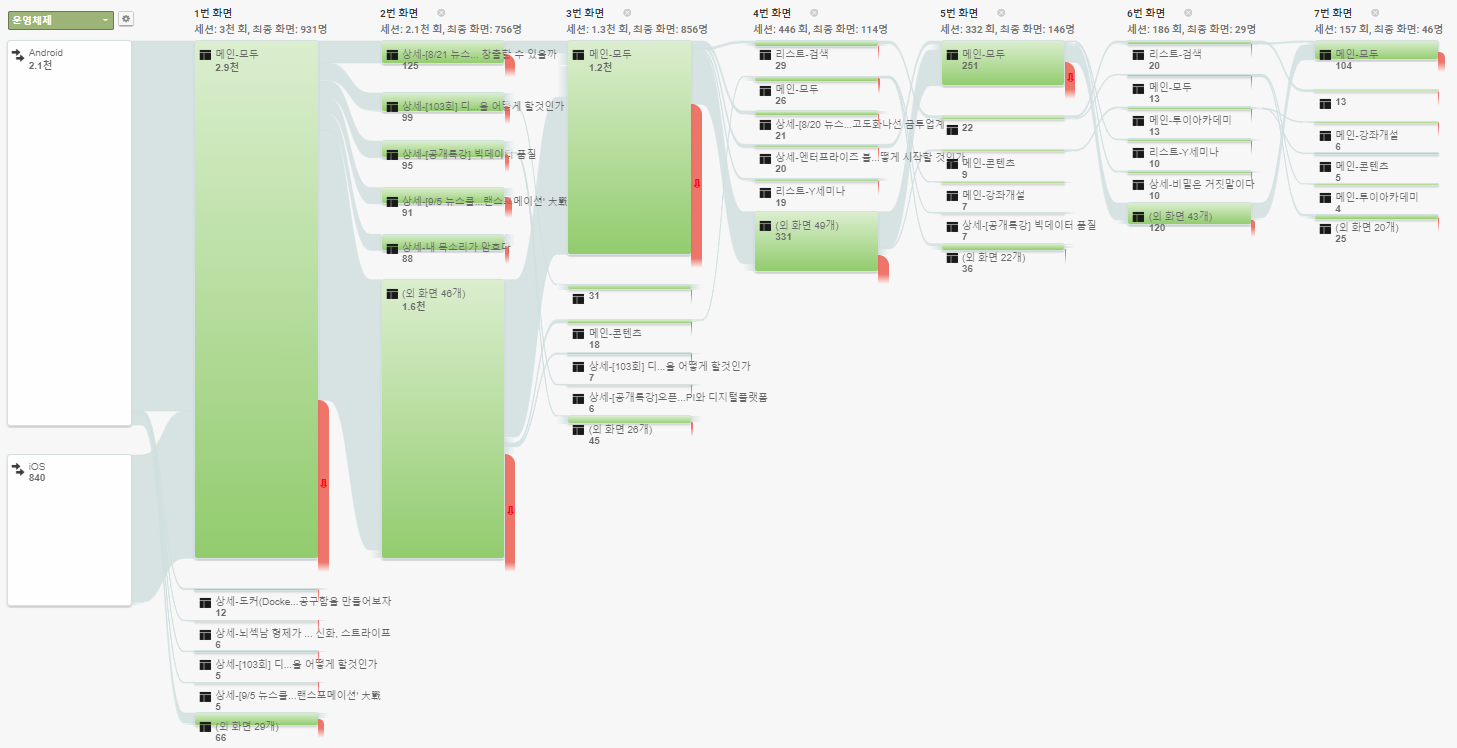 운영체제
Android
2.1천
iOS
840
1번 화면
세션: 3천 회, 최종 화면: 931명
메인-모두
2.9천
상세-도커(Docke...공구함을 만들어보자
12
상세-뇌섹남 형제가 ... 신화, 스트라이프
6
상세-[103회] 디...을 어떻게 할것인가
5
상세-[9/5 뉴스클...랜스포메이션' 大戰
5
(외 화면 29개)
66
2번 화면
세션: 2.1천 회, 최종 화면: 756명
상세-[8/21 뉴스... 창출할 수 있을까
125
상세-[103회] 디...을 어떻게 할것인가
99
상세-[공개특강] 빅데이터 품질
95
상세-[9/5 뉴스클...랜스포메이션' 大戰
91
상세-내 목소리가 암호다
88
(외 화면 46개)
1.6천
3번 화면
세션: 1.3천 회, 최종 화면: 856명
메인-모두
1.2천
31
메인-콘텐츠
18
상세-[103회] 디...을 어떻게 할것인가
7
상세-[공개특강]오픈...PI와 디지털플랫폼
6
(외 화면 26개)
45
4번 화면
세션: 446 회, 최종 화면: 114명
리스트-검색
29
메인-모두
26
상세-[8/20 뉴스...고도화나선 금투업계
21
상세-엔터프라이즈 블...떻게 시작할 것인가
20
리스트-Y세미나
19
(외 화면 49개)
331
5번 화면
세션: 332 회, 최종 화면: 146명
메인-모두
251
22
메인-콘텐츠
9
메인-강좌개설
7
상세-[공개특강] 빅데이터 품질
7
(외 화면 22개)
36
6번 화면
세션: 186 회, 최종 화면: 29명
리스트-검색
20
메인-모두
13
메인-투이아카데미
13
리스트-Y세미나
10
상세-비밀은 거짓말이다
10
(외 화면 43개)
120
7번 화면
세션: 157 회, 최종 화면: 46명
메인-모두
104
13
메인-강좌개설
6
메인-콘텐츠
5
메인-투이아카데미
4
(외 화면 20개)
25